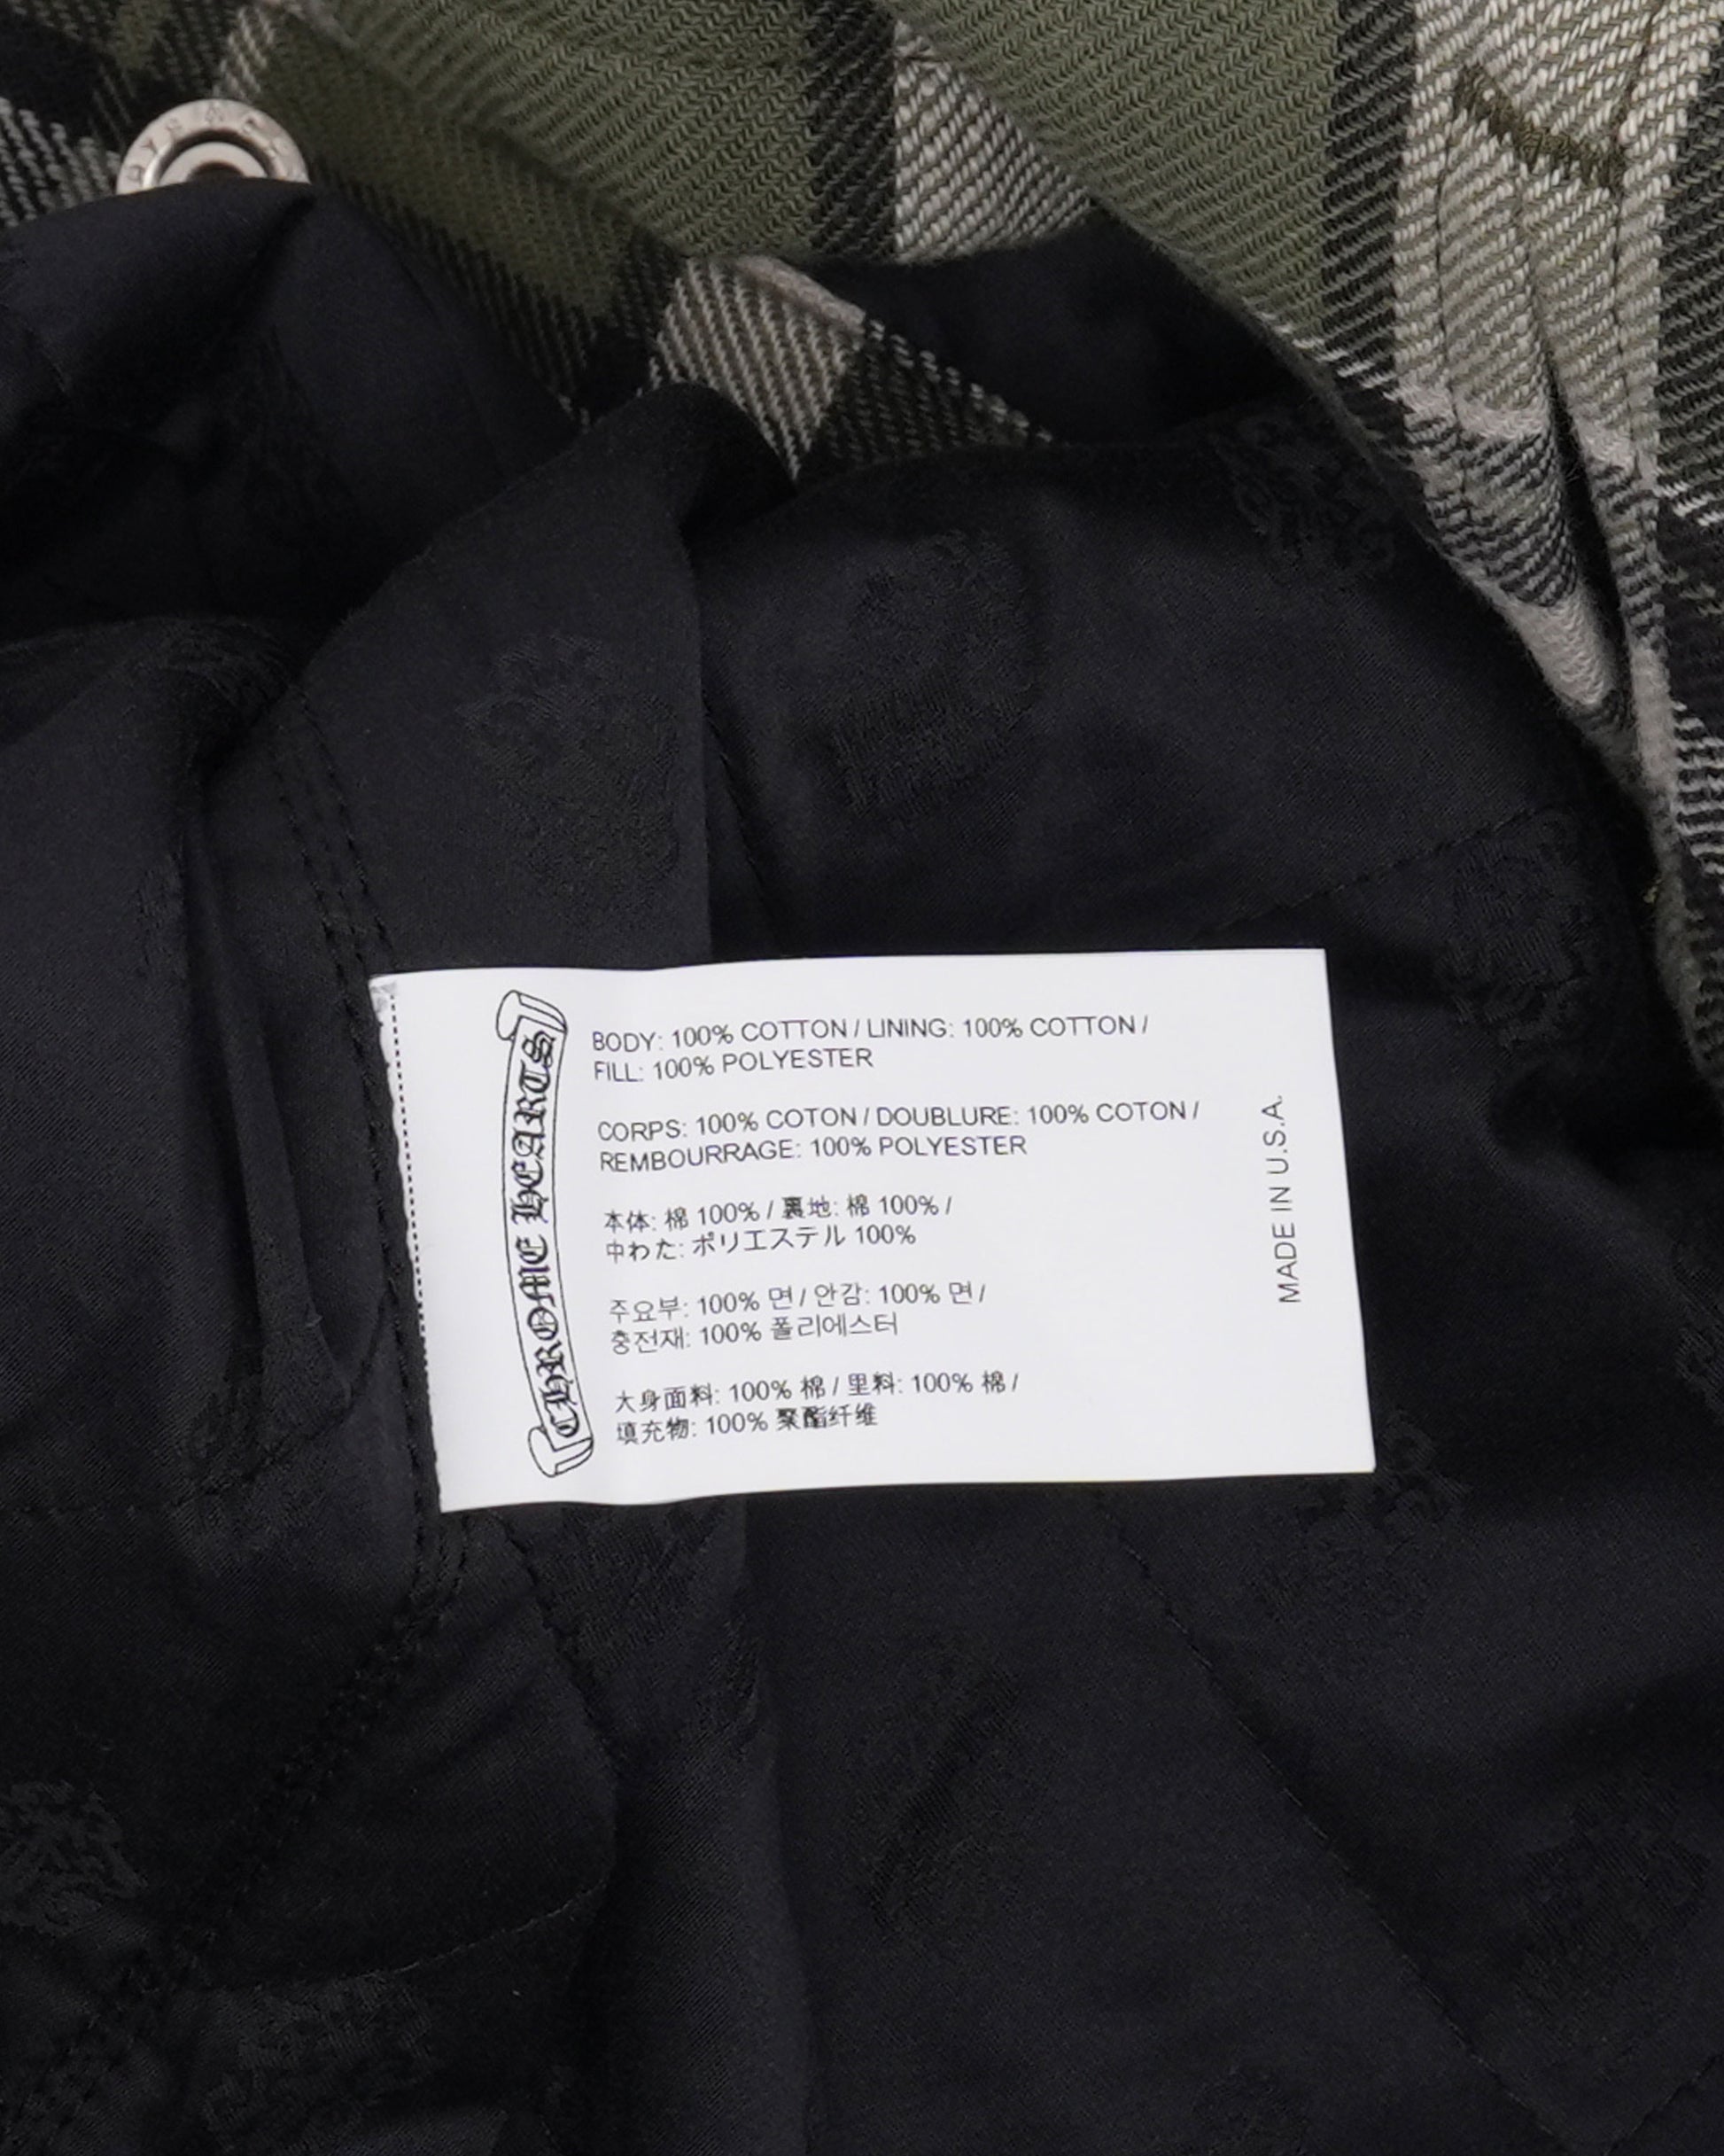 CHROME HEARTS
BODY: 100% COTTON / LINING: 100% COTTON /
FILL: 100% POLYESTER
CORPS: 100% COTON / DOUBLURE: 100% COTON /
REMBOURRAGE: 100% POLYESTER
本体: 棉 100% / 裏地: 棉 100% /
中わた: ポリエステル 100%
주요부: 100% 면 / 안감: 100% 면 /
충전재: 100% 폴리에스터
大身面料: 100% 棉 / 里料: 100% 棉 /
填充物: 100% 聚酯纤维
MADE IN U.S.A.